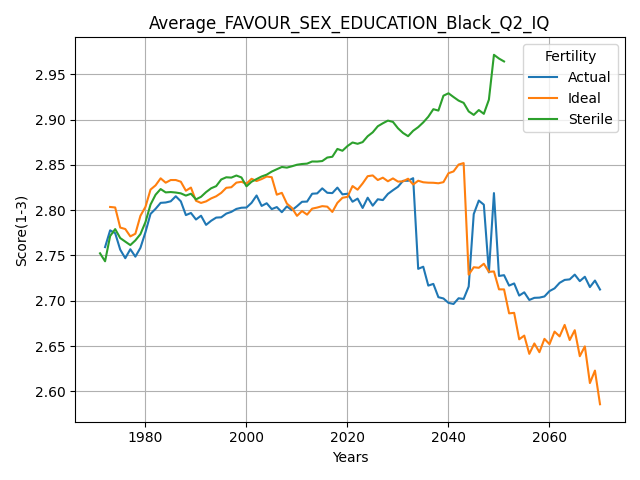 Average_FAVOUR_SEX_EDUCATION_Black_Q2_IQ
Score(1-3)
2.95
2.90
2.85
2.80
2.75
2.70
2.65
2.60
Fertility
Actual
Ideal
Sterile
1980
2000
2020
2040
2060
Years